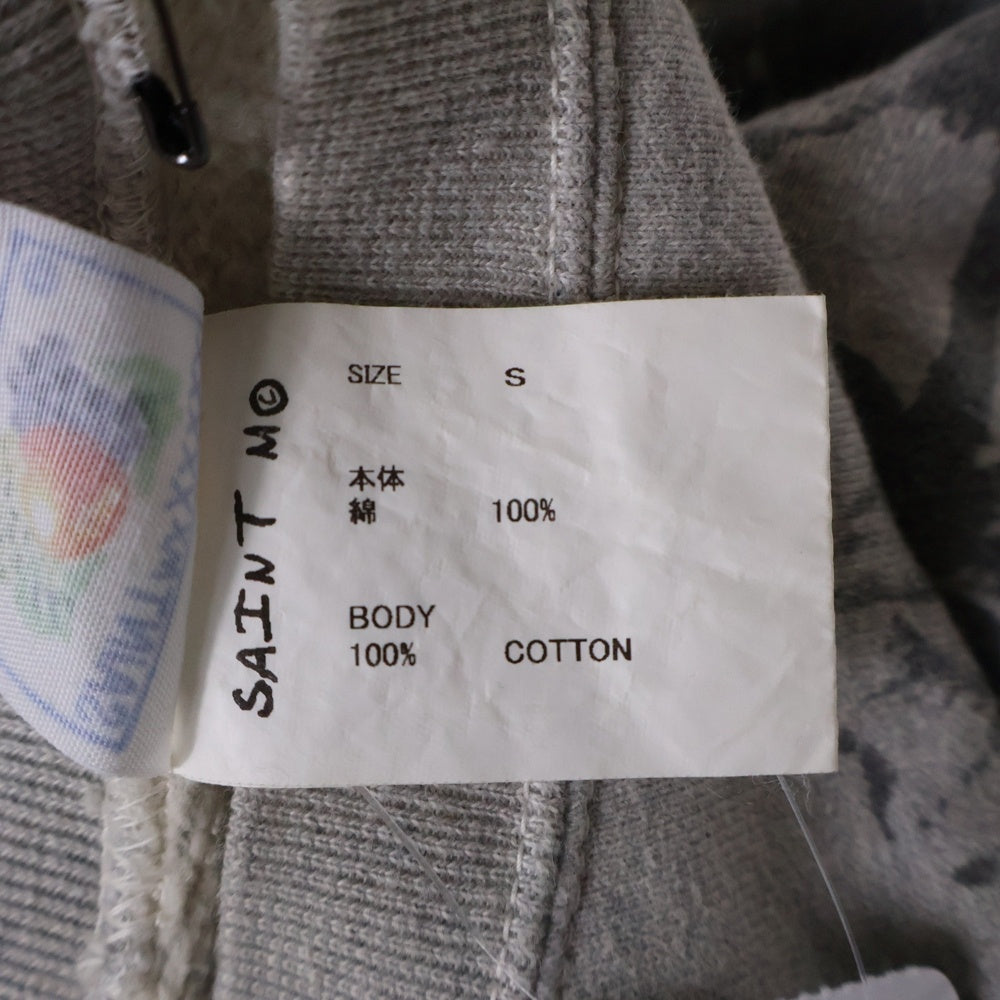 SAINT M©
SIZE S
本体
綿 100%
BODY
100% COTTON